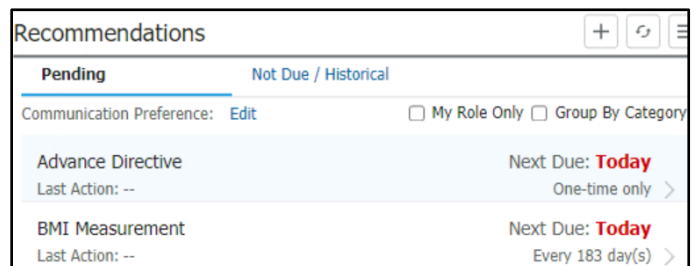 Recommendations
Pending Not Due / Historical
Communication Preference: Edit My Role Only Group By Category
Advance Directive Next Due: Today
Last Action: -- One-time only
BMI Measurement Next Due: Today
Last Action: -- Every 183 day(s)